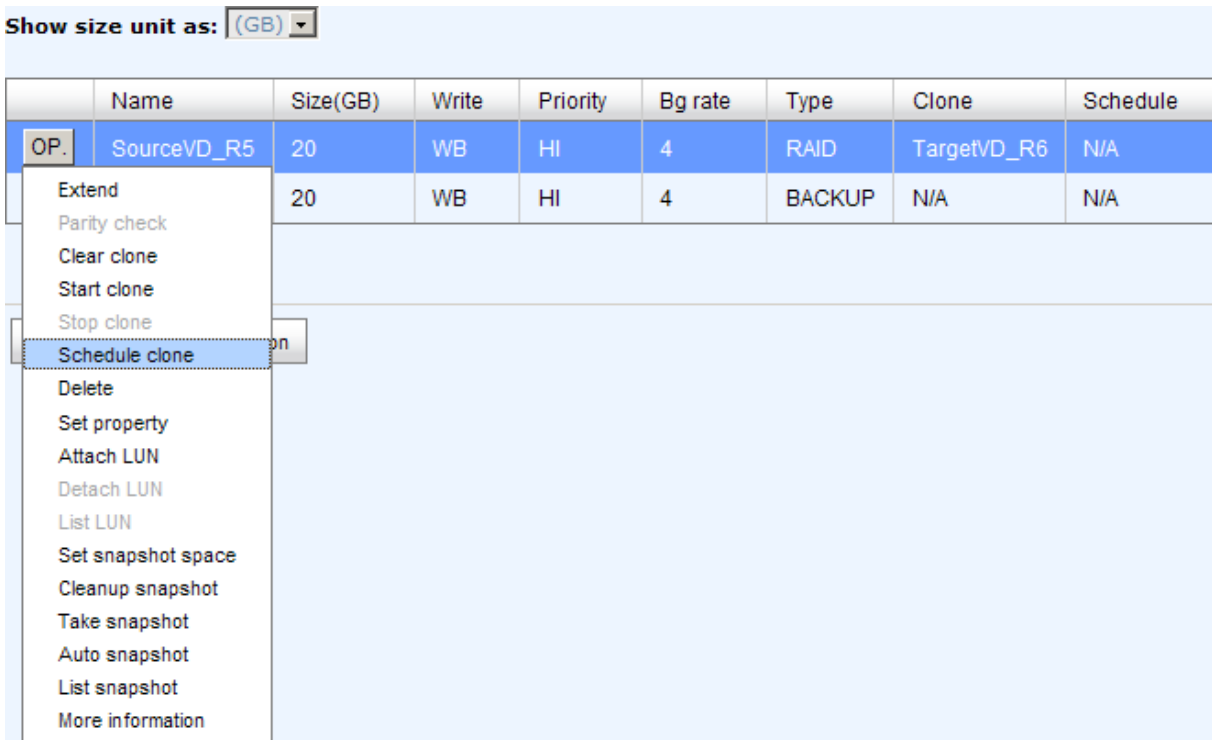 Show size unit as: (GB)
Name Size(GB) Write Priority Bg rate Type Clone Schedule
OP. SourceVD_R5 20 WB HI 4 RAID TargetVD_R6 N/A
20 WB HI 4 BACKUP N/A N/A
Extend
Parity check
Clear clone
Start clone
Stop clone
Schedule clone
on
Delete
Set property
Attach LUN
Detach LUN
List LUN
Set snapshot space
Cleanup snapshot
Take snapshot
Auto snapshot
List snapshot
More information